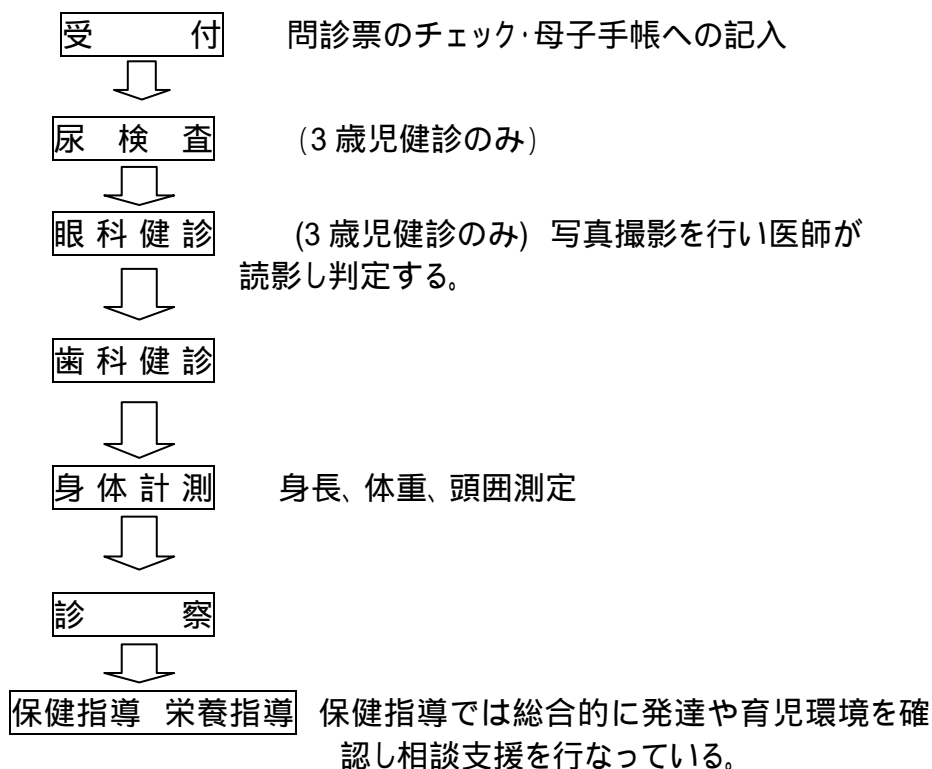 受　付　問診票のチェック・母子手帳への記入
尿検査　(3歳児健診のみ)
眼科健診　(3歳児健診のみ) 写真撮影を行い医師が
読影し判定する。
歯科健診
身体計測　身長、体重、頭囲測定
診　察
保健指導　栄養指導　保健指導では総合的に発達や育児環境を確
認し相談支援を行なっている。